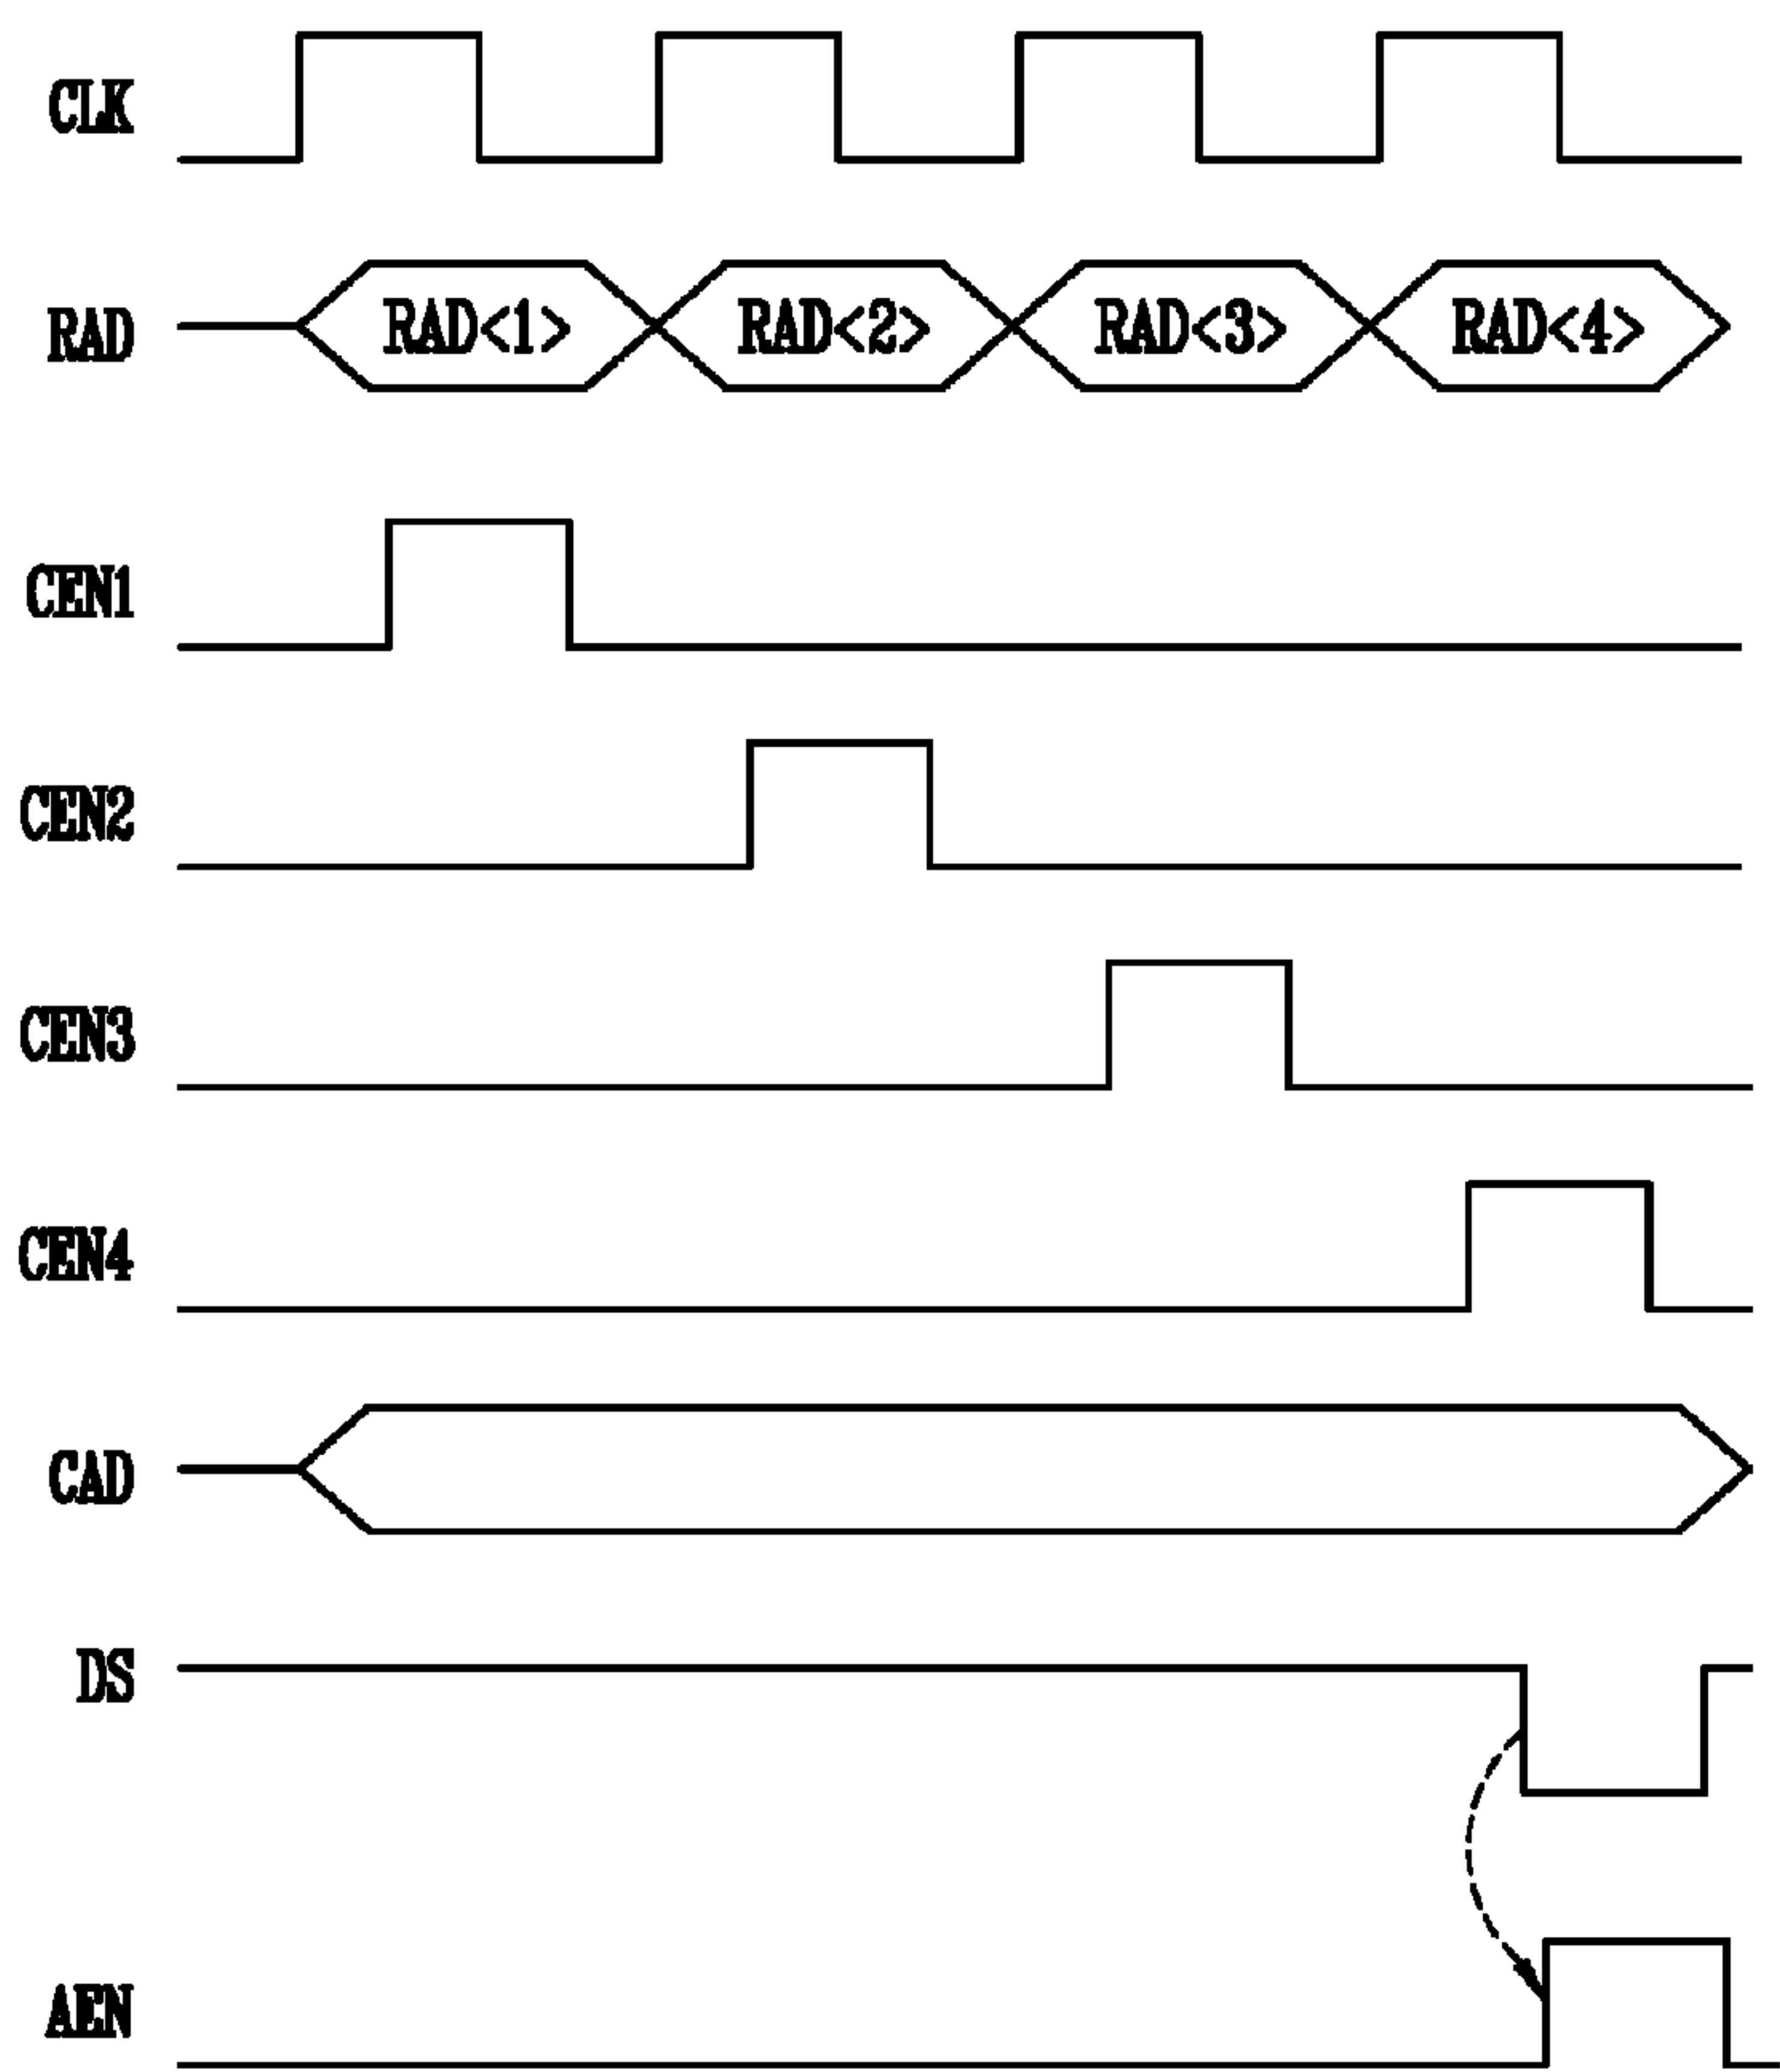 CLK
RAD RAD<1> RAD<2> RAD<3> RAD<4>
CEN1
CEN2
CEN3
CEN4
CAD
DS
AEN